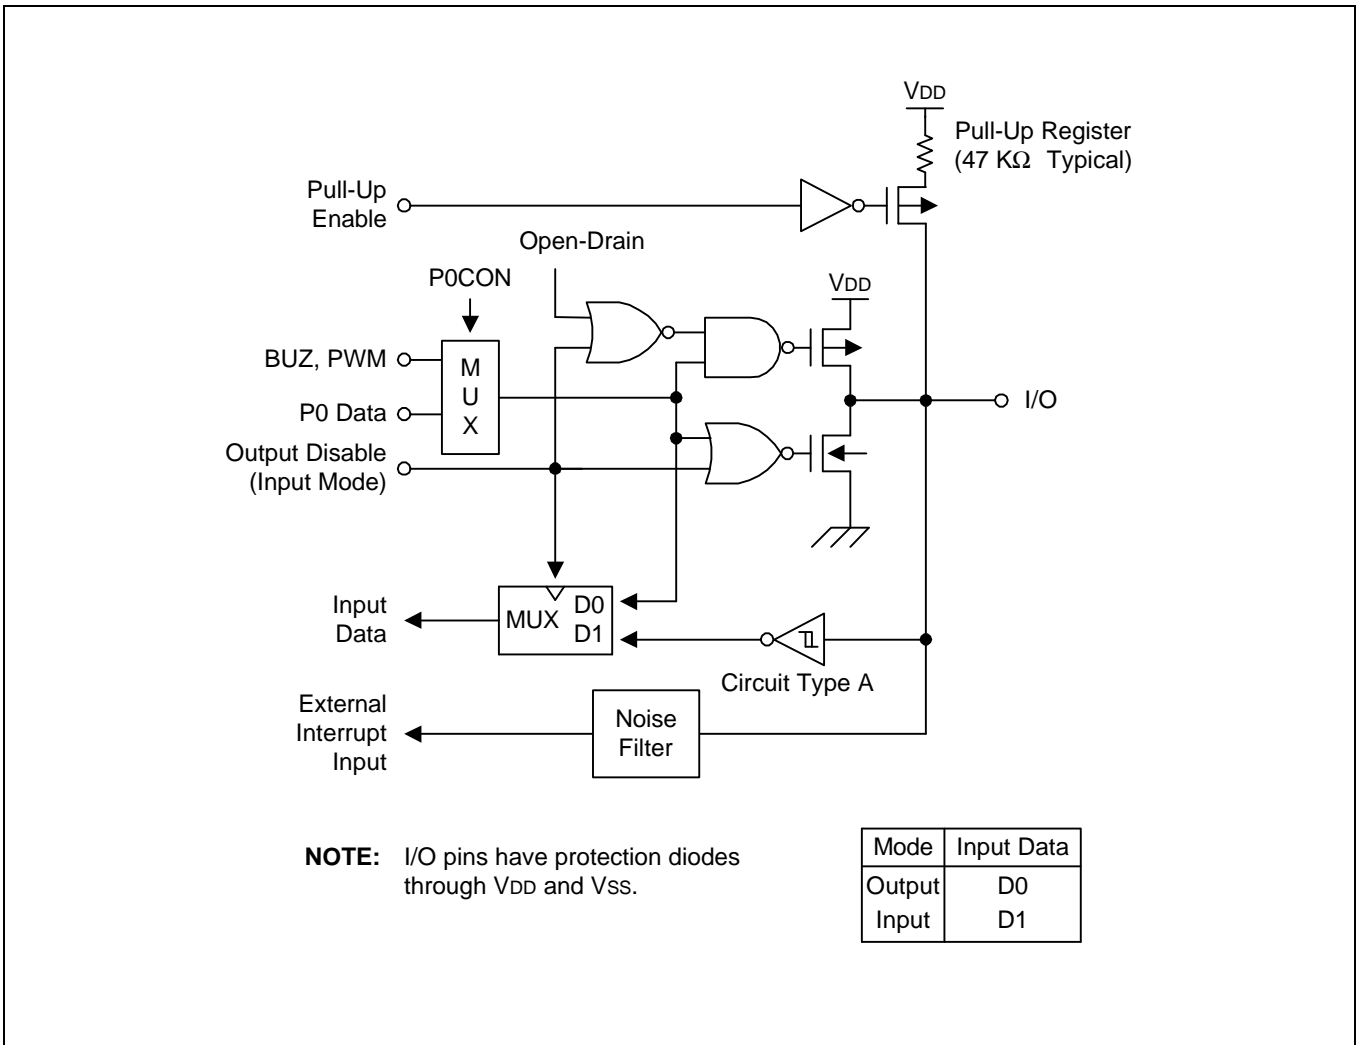 VDD
Pull-Up Register
(47 KΩ Typical)
Pull-Up
Enable
Open-Drain
P0CON
VDD
BUZ, PWM
M
U
X
P0 Data
I/O
Output Disable
(Input Mode)
Input
Data
MUX
D0
D1
Circuit Type A
External
Interrupt
Input
Noise
Filter
NOTE: I/O pins have protection diodes
through VDD and VSS.
Mode Input Data
Output D0
Input D1